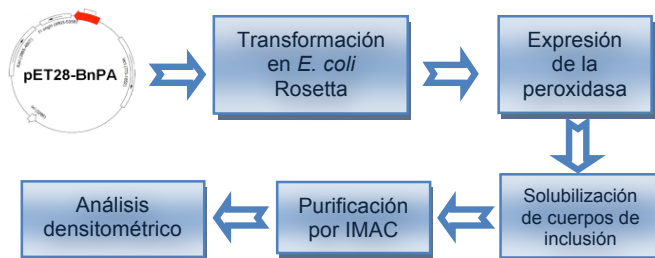 pET28-BnPA
Transformación
en E. coli
Rosetta
Expresión
de la
peroxidasa
Solubilización
de cuerpos de
inclusión
Purificación
por IMAC
Análisis
densitométrico